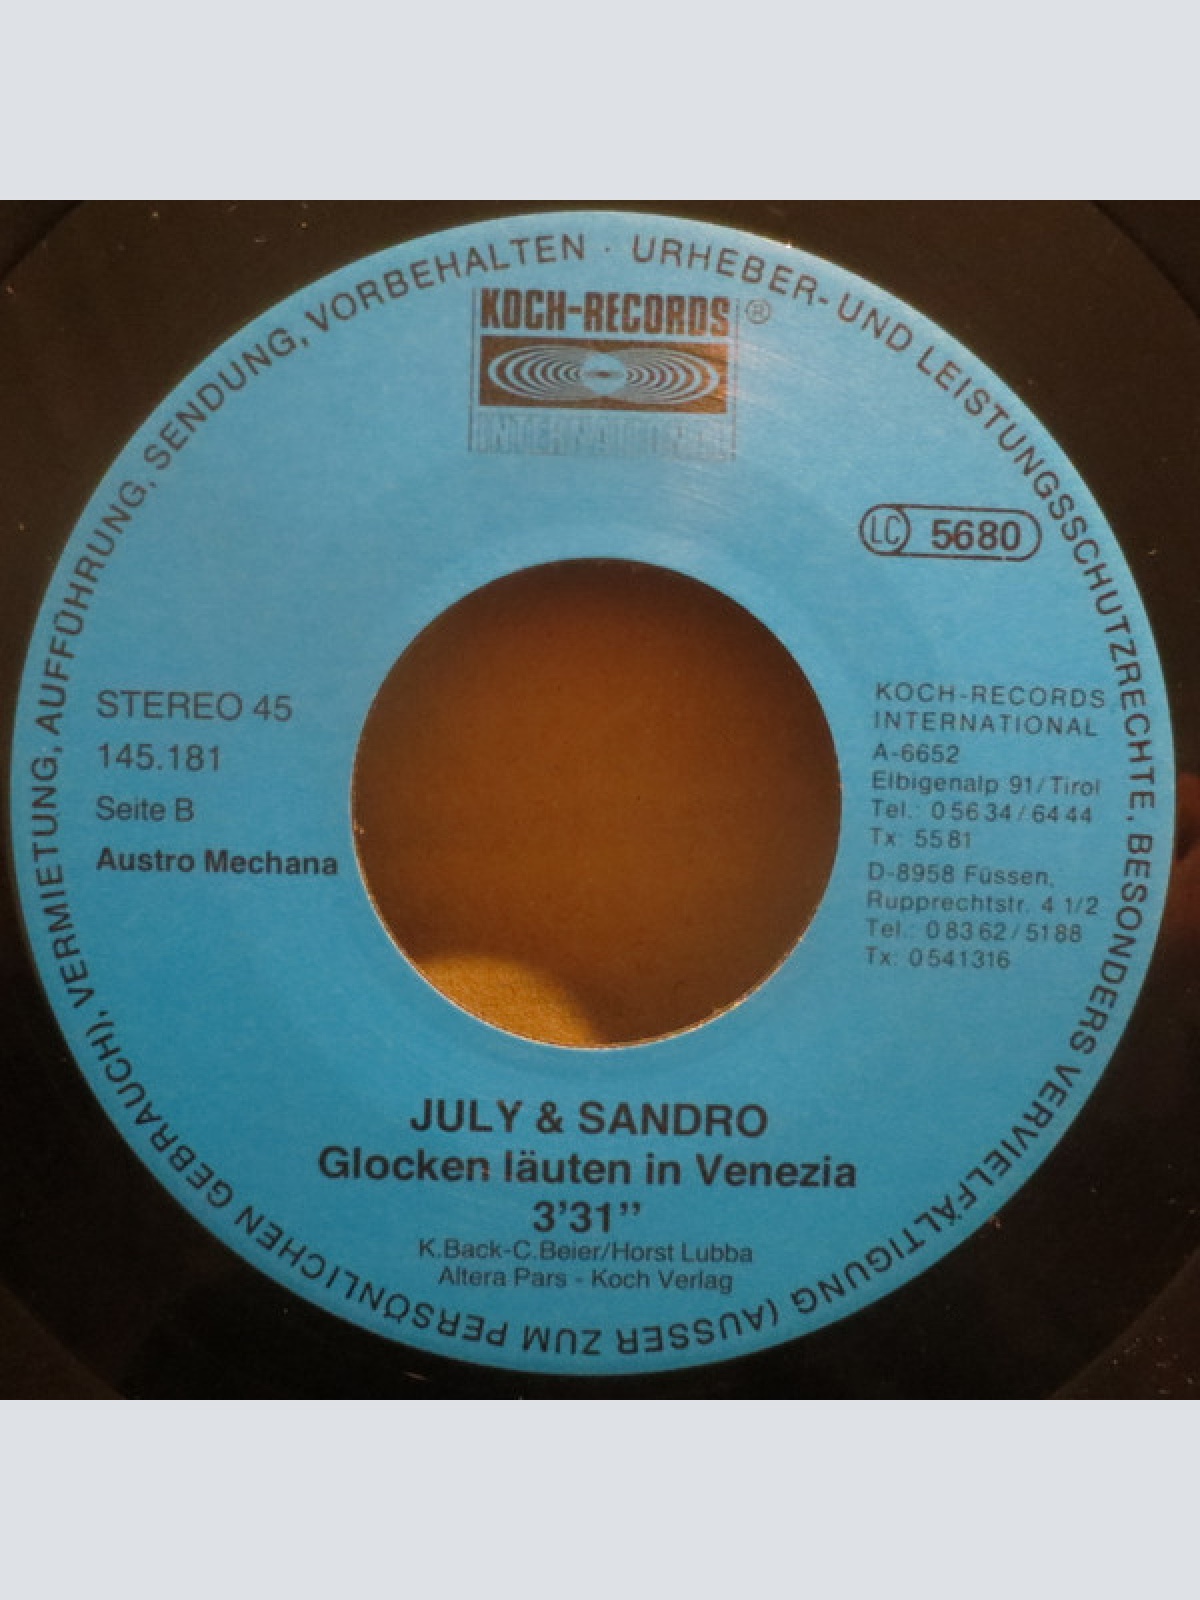 URHEBER- UND LEISTUNGSSCHUTZRECHTE, BESONDERS VERVIELFÄLTIGUNG (AUSSER ZUM PERSÖNLICHEN GEBRAUCH), VERMIETUNG, AUFFÜHRUNG, SENDUNG, VORBEHALTEN ·
KOCH-RECORDS ®
INTERNATIONAL
LC 5680
STEREO 45
145.181
Seite B
Austro Mechana
KOCH-RECORDS
INTERNATIONAL
A-6652
Elbigenalp 91/Tirol
Tel.: 05634/6444
Tx: 5581
D-8958 Füssen,
Rupprechtstr. 4 1/2
Tel.: 08362/5188
Tx: 0541316
JULY & SANDRO
Glocken läuten in Venezia
3’31”
K.Back-C.Beier/Horst Lubba
Altera Pars - Koch Verlag